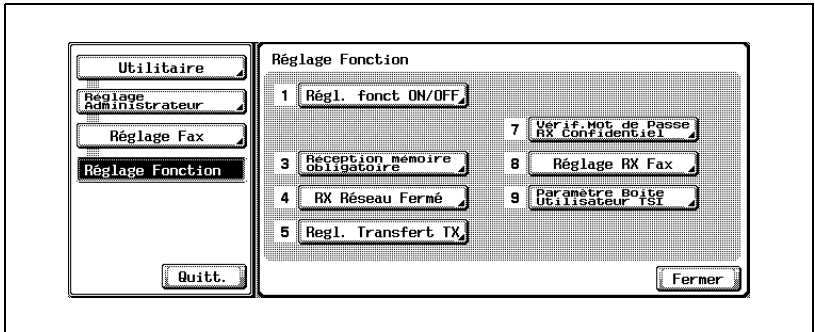 Utilitaire
Réglage
Administrateur
Réglage Fax
Réglage Fonction
Quitt.
Réglage Fonction
1 Régl. fonct ON/OFF
7 Vérif.Mot de Passe
RX Confidentiel
3 Réception mémoire
obligatoire
8 Réglage RX Fax
4 RX Réseau Fermé
9 Paramètre Boîte
Utilisateur TSI
5 Regl. Transfert TX
Fermer